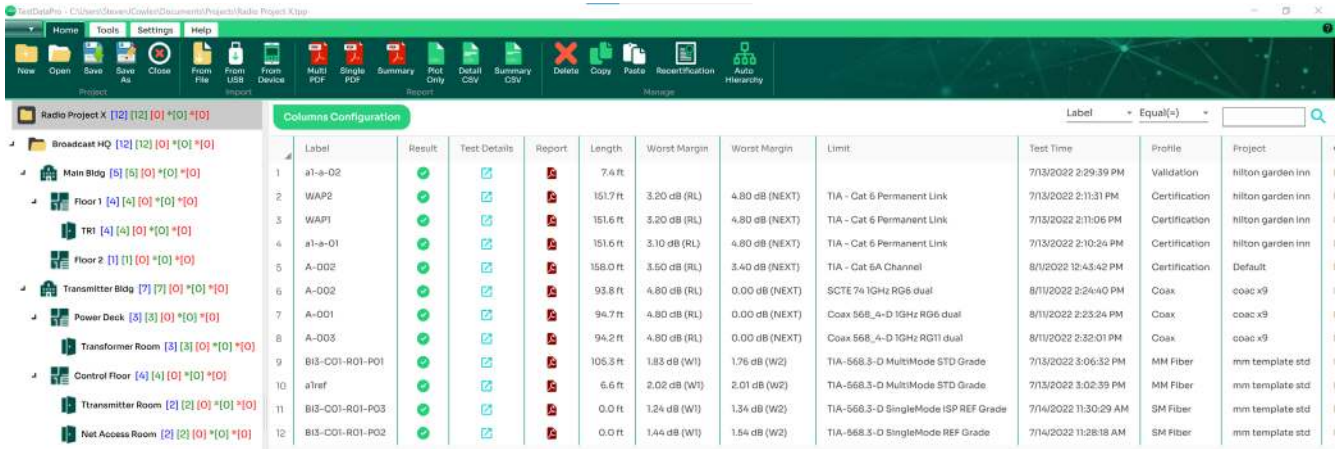 TestDataPro - C:\Users\StevenJCowles\Documents\Projects\Radio Project X.tpp
Home Tools Settings Help
New Open Save Save As Close From File From USB From Device Multi PDF Single PDF Summary Plot Only Detail CSV Summary CSV Delete Copy Paste Recertification Auto Hierarchy
Project Import Report Manage
Radio Project X [12] [12] [0] *[0] *[0]
Broadcast HQ [12] [12] [0] *[0] *[0]
Main Bldg [5] [5] [0] *[0] *[0]
Floor 1 [4] [4] [0] *[0] *[0]
TR1 [4] [4] [0] *[0] *[0]
Floor 2 [1] [1] [0] *[0] *[0]
Transmitter Bldg [7] [7] [0] *[0] *[0]
Power Deck [3] [3] [0] *[0] *[0]
Transformer Room [3] [3] [0] *[0] *[0]
Control Floor [4] [4] [0] *[0] *[0]
Ttransmitter Room [2] [2] [0] *[0] *[0]
Net Access Room [2] [2] [0] *[0] *[0]
Columns Configuration
Label Equal(=)
Label Result Test Details Report Length Worst Margin Worst Margin Limit Test Time Profile Project
1 a1-a-02 7.4 ft 7/13/2022 2:29:39 PM Validation hilton garden inn
2 WAP2 151.7 ft 3.20 dB (RL) 4.80 dB (NEXT) TIA - Cat 6 Permanent Link 7/13/2022 2:11:31 PM Certification hilton garden inn
3 WAP1 151.6 ft 3.20 dB (RL) 4.80 dB (NEXT) TIA - Cat 6 Permanent Link 7/13/2022 2:11:06 PM Certification hilton garden inn
4 a1-a-01 151.6 ft 3.10 dB (RL) 4.80 dB (NEXT) TIA - Cat 6 Permanent Link 7/13/2022 2:10:24 PM Certification hilton garden inn
5 A-002 158.0 ft 3.50 dB (RL) 3.40 dB (NEXT) TIA - Cat 6A Channel 8/1/2022 12:43:42 PM Certification Default
6 A-002 93.8 ft 4.80 dB (RL) 0.00 dB (NEXT) SCTE 74 1GHz RG6 dual 8/11/2022 2:24:40 PM Coax coac x9
7 A-001 94.7 ft 4.80 dB (RL) 0.00 dB (NEXT) Coax 568_4-D 1GHz RG6 dual 8/11/2022 2:23:24 PM Coax coac x9
8 A-003 94.2 ft 4.80 dB (RL) 0.00 dB (NEXT) Coax 568_4-D 1GHz RG11 dual 8/11/2022 2:32:01 PM Coax coac x9
9 BI3-C01-R01-P01 105.3 ft 1.83 dB (W1) 1.76 dB (W2) TIA-568.3-D MultiMode STD Grade 7/13/2022 3:06:32 PM MM Fiber mm template std
10 a1ref 6.6 ft 2.02 dB (W1) 2.01 dB (W2) TIA-568.3-D MultiMode STD Grade 7/13/2022 3:02:39 PM MM Fiber mm template std
11 BI3-C01-R01-P03 0.0 ft 1.24 dB (W1) 1.34 dB (W2) TIA-568.3-D SingleMode ISP REF Grade 7/14/2022 11:30:29 AM SM Fiber mm template std
12 BI3-C01-R01-P02 0.0 ft 1.44 dB (W1) 1.54 dB (W2) TIA-568.3-D SingleMode REF Grade 7/14/2022 11:28:18 AM SM Fiber mm template std